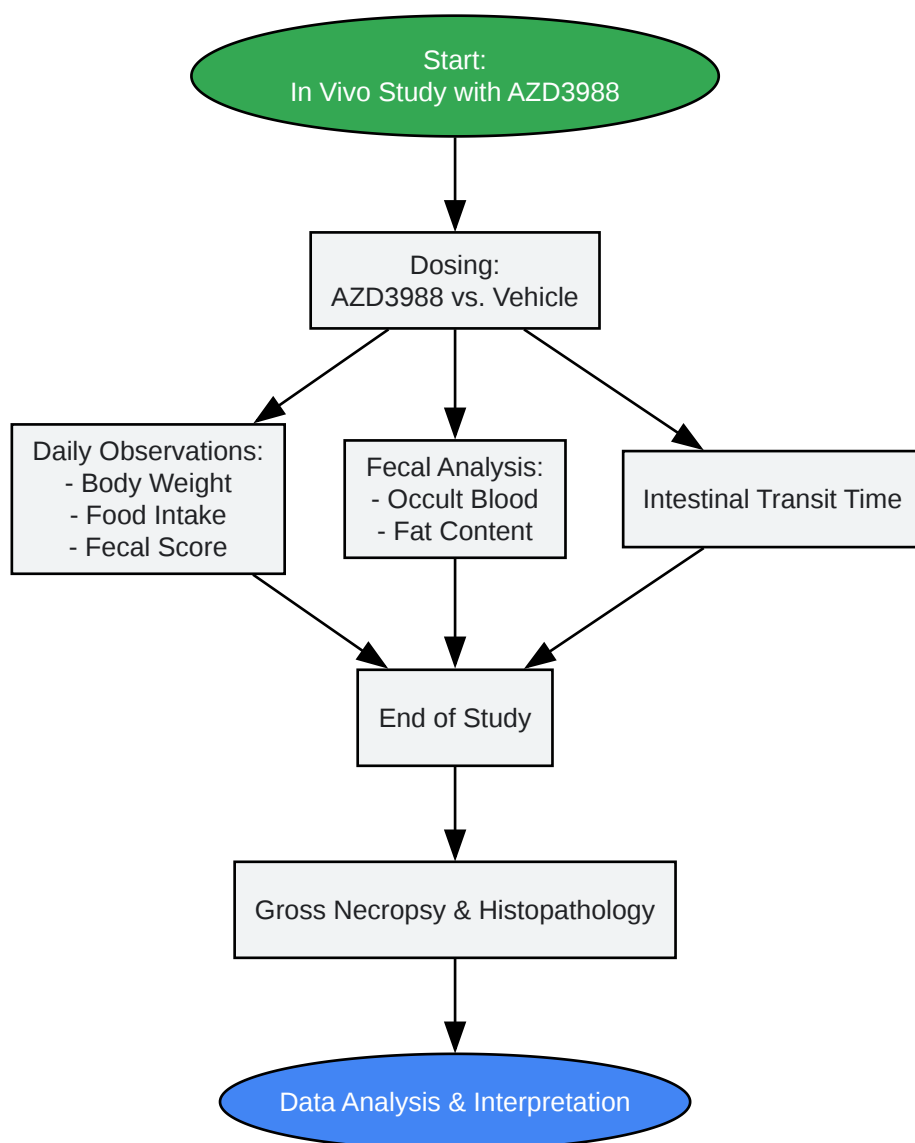 Start:
In Vivo Study with AZD3988
Dosing:
AZD3988 vs. Vehicle
Daily Observations:
- Body Weight
- Food Intake
- Fecal Score
Fecal Analysis:
- Occult Blood
- Fat Content
Intestinal Transit Time
End of Study
Gross Necropsy & Histopathology
Data Analysis & Interpretation